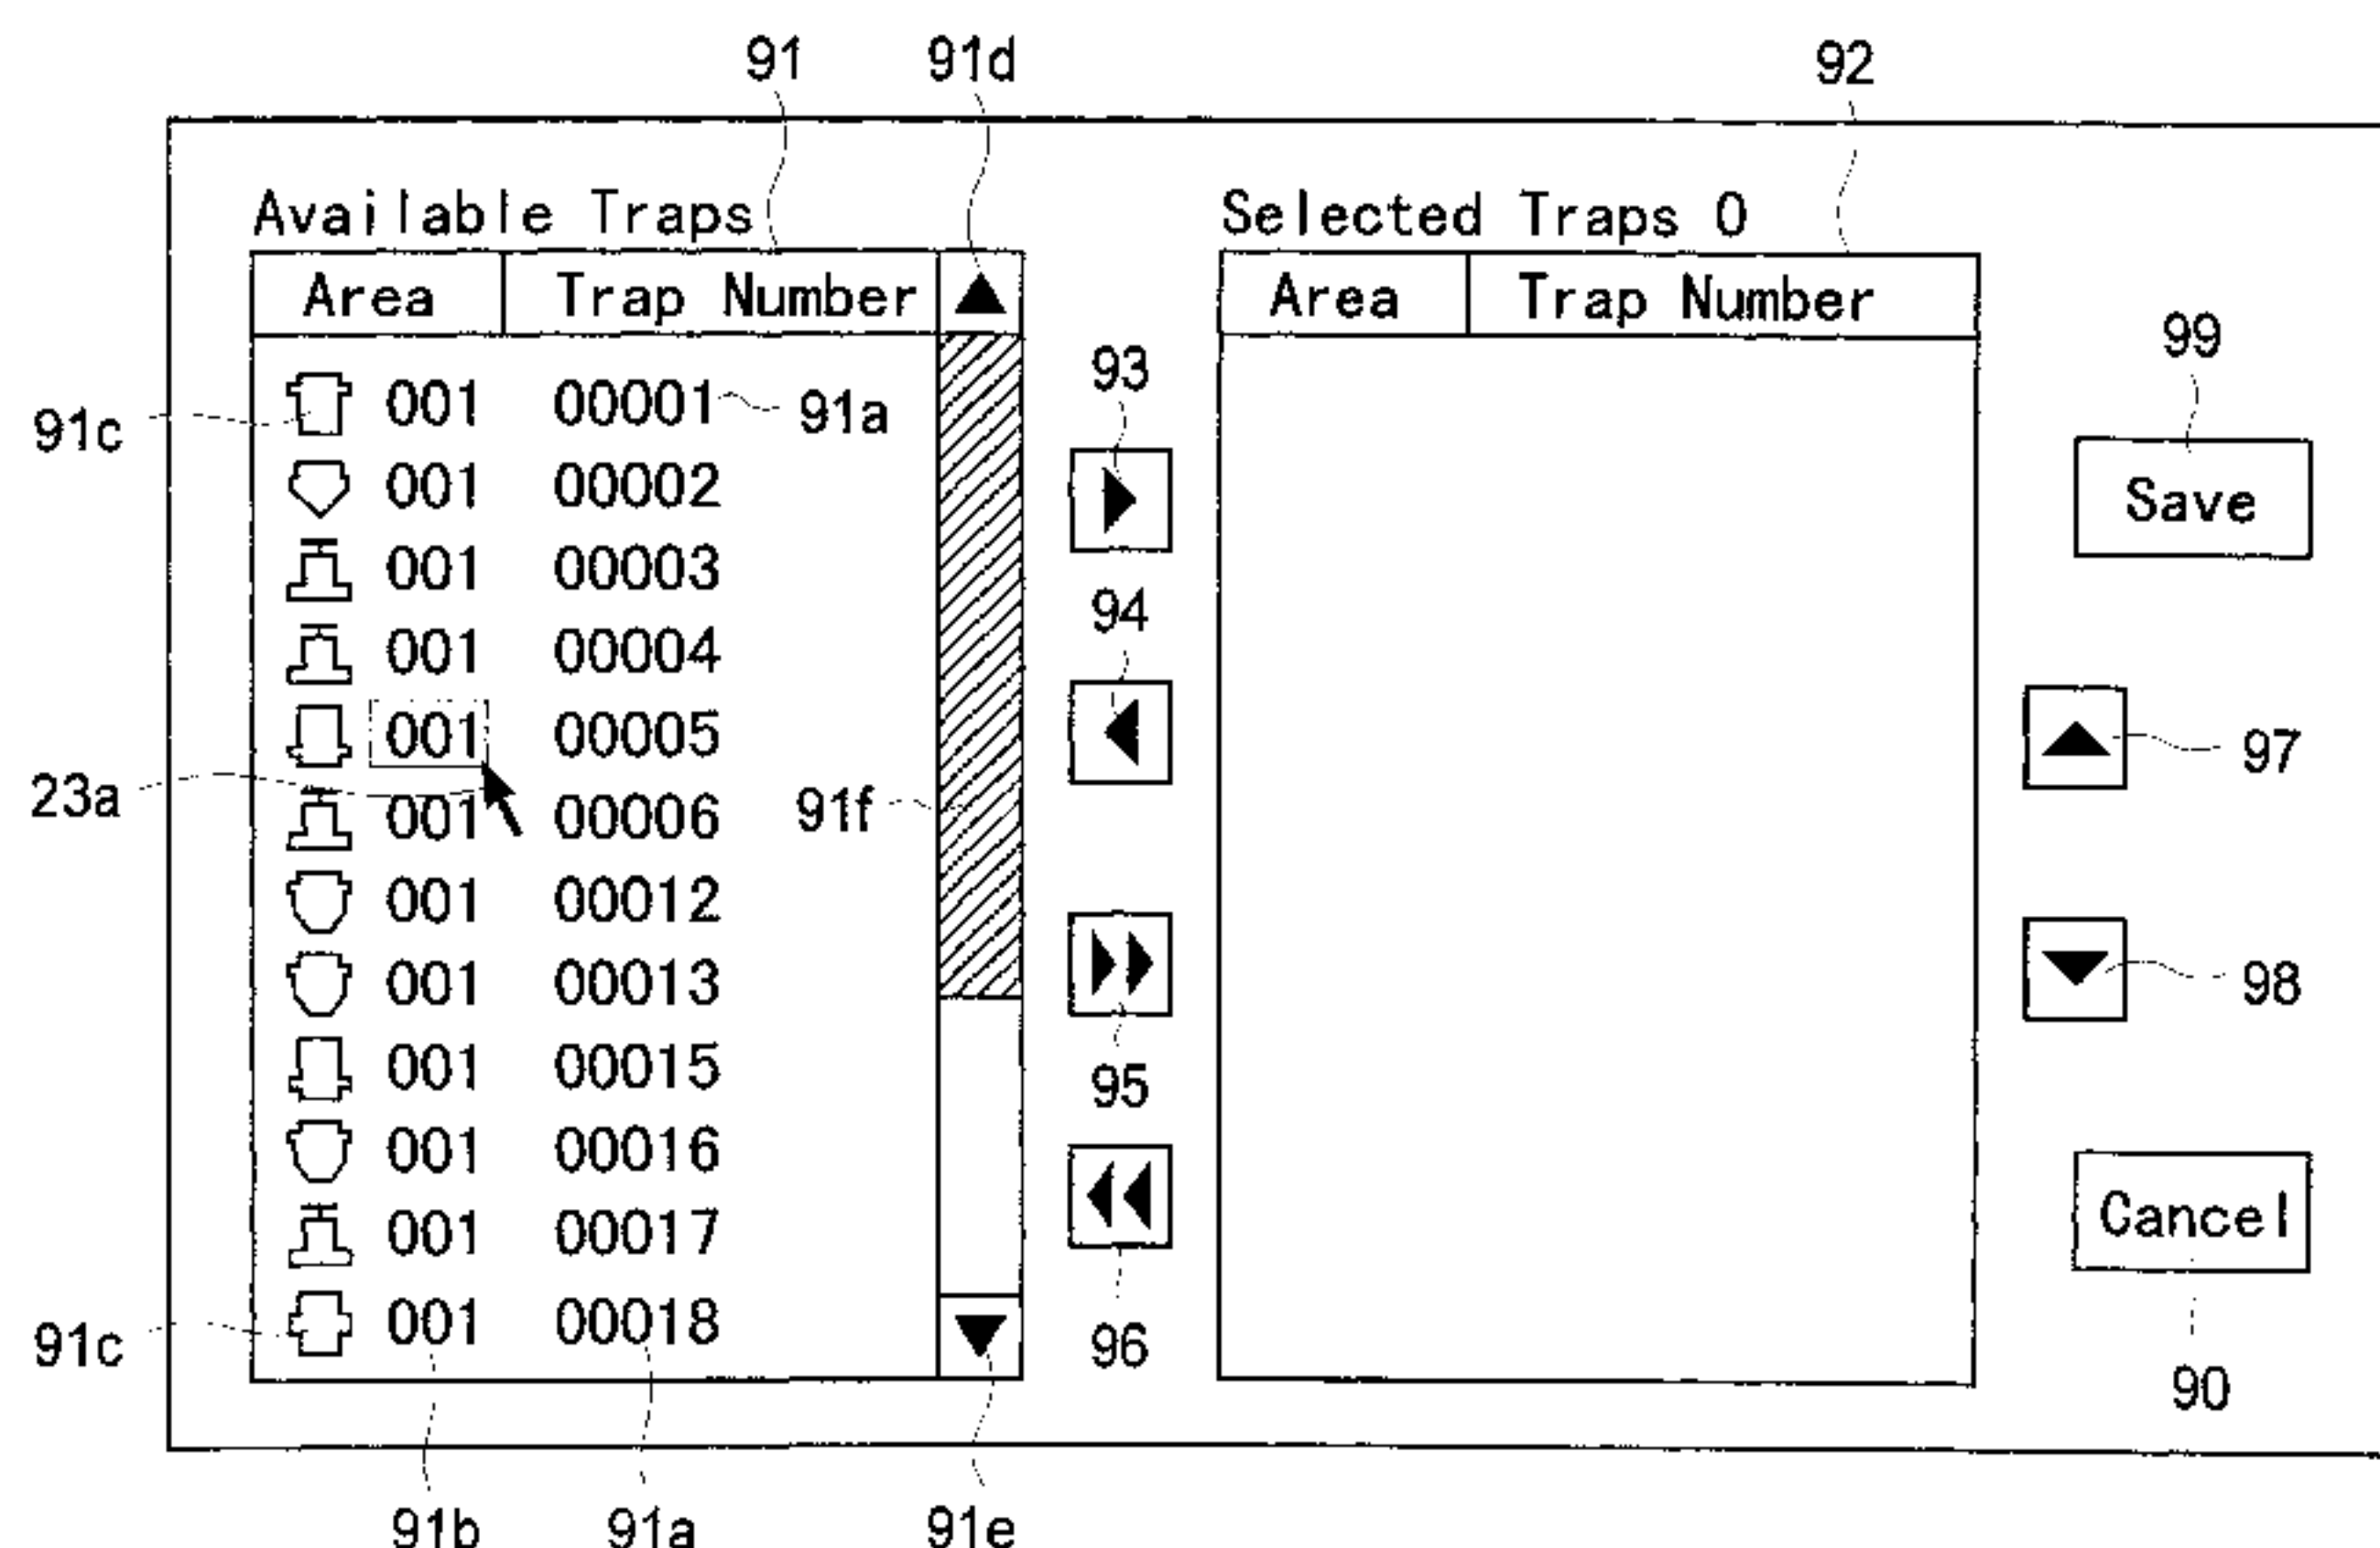 91 91d 92
Available Traps
Selected Traps 0
Area Trap Number
Area Trap Number
99
93
91c 001 00001 91a
001 00002
Save
001 00003
94
001 00004
001 00005
97
23a 001 00006 91f
001 00012
001 00013
98
001 00015
95
001 00016
001 00017
Cancel
91c 001 00018
96
90
91b 91a 91e